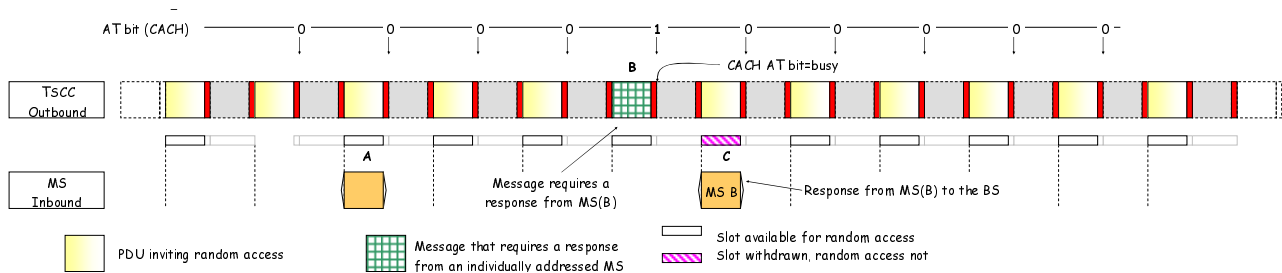 AT bit (CACH) 0 0 0 0 1 0 0 0 0 0
B
CACH AT bit=busy
TSCC
Outbound
A
C
Message requires a
response from MS(B)
MS
Inbound
MS B
Response from MS(B) to the BS
PDU inviting random access
Message that requires a response
from an individually addressed MS
Slot available for random access
Slot withdrawn, random access not